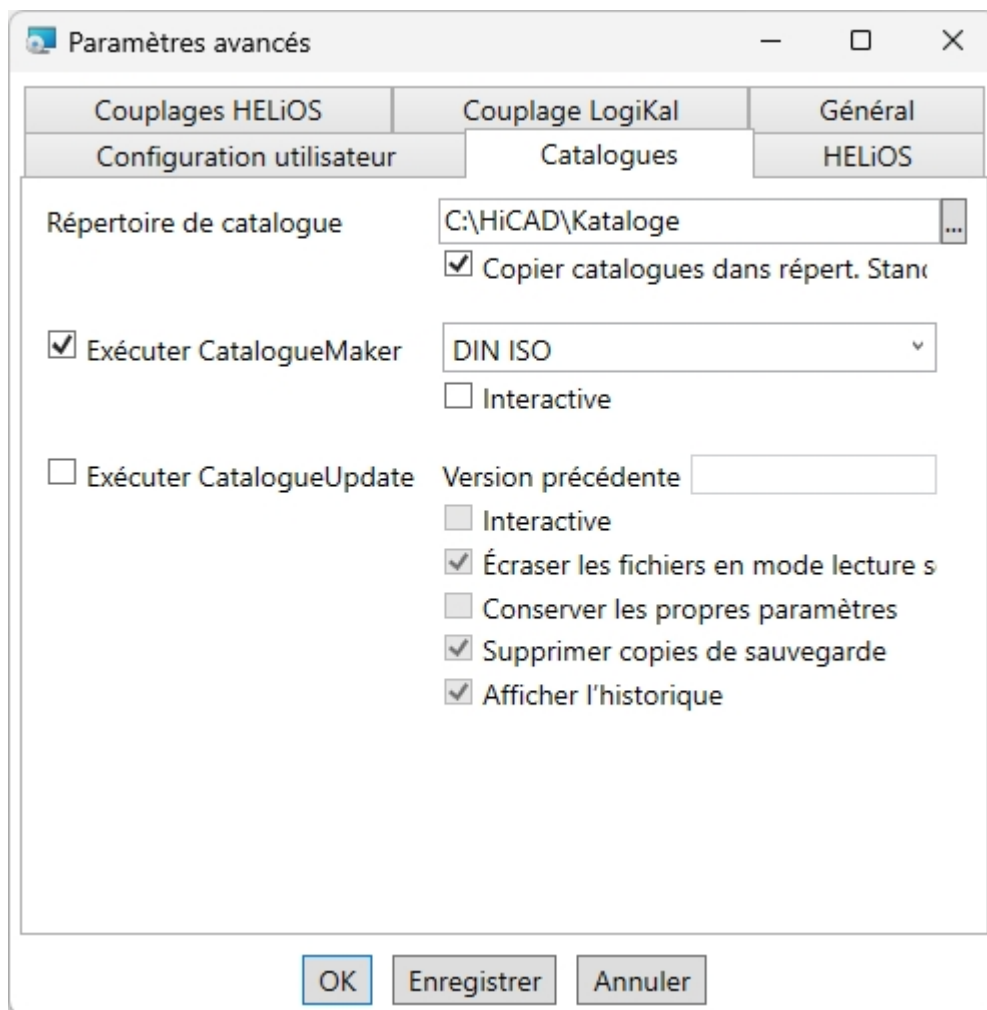 Paramètres avancés
Couplages HELiOS
Couplage LogiKal
Général
Configuration utilisateur
Catalogues
HELiOS
Répertoire de catalogue
C:\HiCAD\Kataloge
...
Copier catalogues dans répert.
Exécuter CatalogueMaker
DIN ISO
Interactive
Exécuter CatalogueUpdate
Version précédente
Interactive
Écraser les fichiers en mode lecture
Conserver les propres paramètres
Supprimer copies de sauvegarde
Afficher l'historique
OK
Enregistrer
Annuler